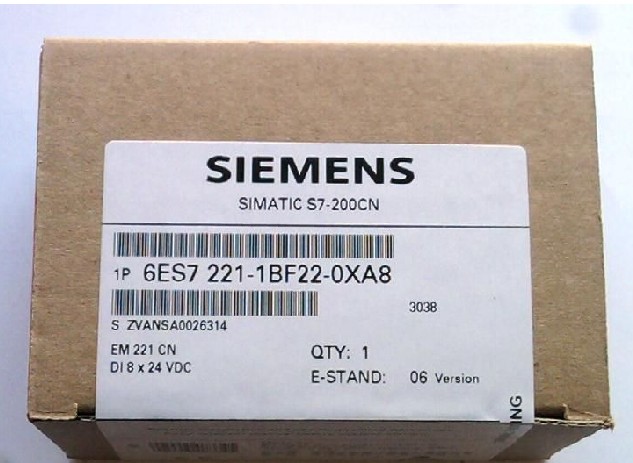 SIEMENS
SIMATIC S7-200CN
1P 6ES7 221-1BF22-0XA8
3038
S ZVANSA0026314
EM 221 CN
QTY: 1
DI 8 x 24 VDC
E-STAND: 06 Version
NG